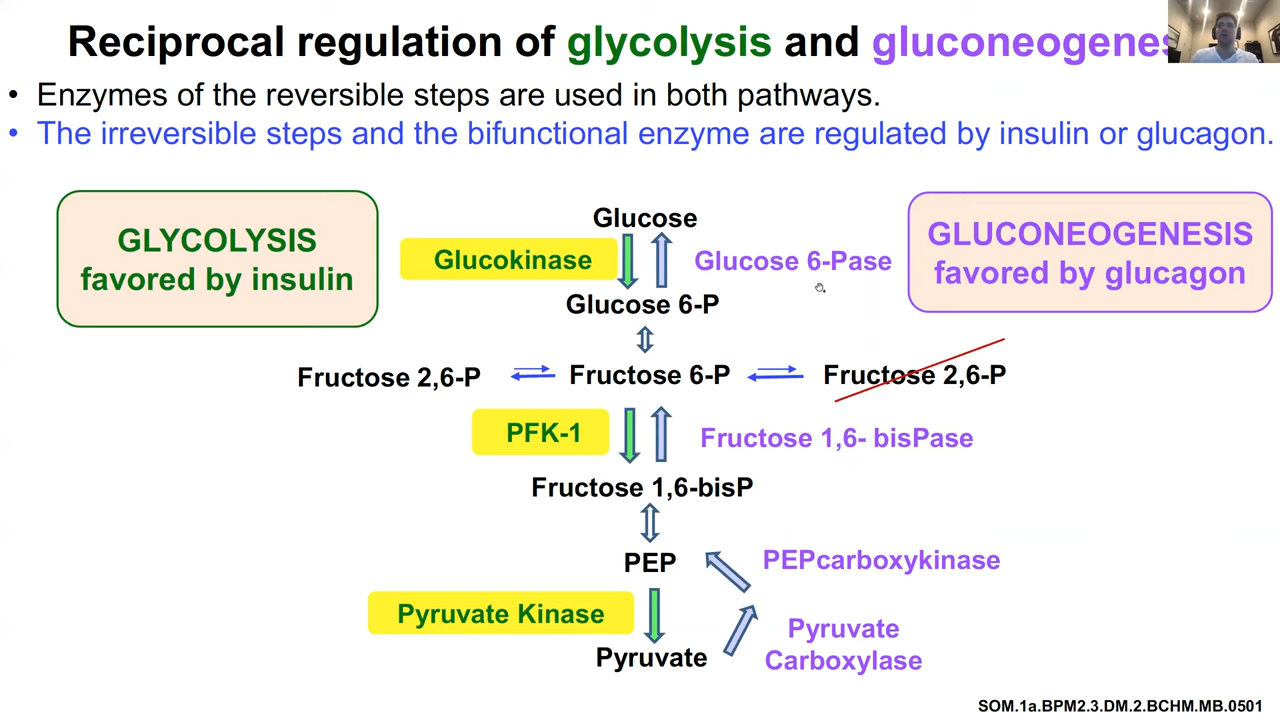 Reciprocal regulation of glycolysis and gluconeogenes
• Enzymes of the reversible steps are used in both pathways.
• The irreversible steps and the bifunctional enzyme are regulated by insulin or glucagon.
GLYCOLYSIS
favored by insulin
Glucose
Glucokinase
Glucose 6-Pase
GLUCONEOGENESIS
favored by glucagon
Glucose 6-P
Fructose 2,6-P
Fructose 6-P
Fructose 2,6-P
PFK-1
Fructose 1,6- bisPase
Fructose 1,6-bisP
PEP
PEPcarboxykinase
Pyruvate Kinase
Pyruvate
Carboxylase
Pyruvate
SOM.1a.BPM2.3.DM.2.BCHM.MB.0501